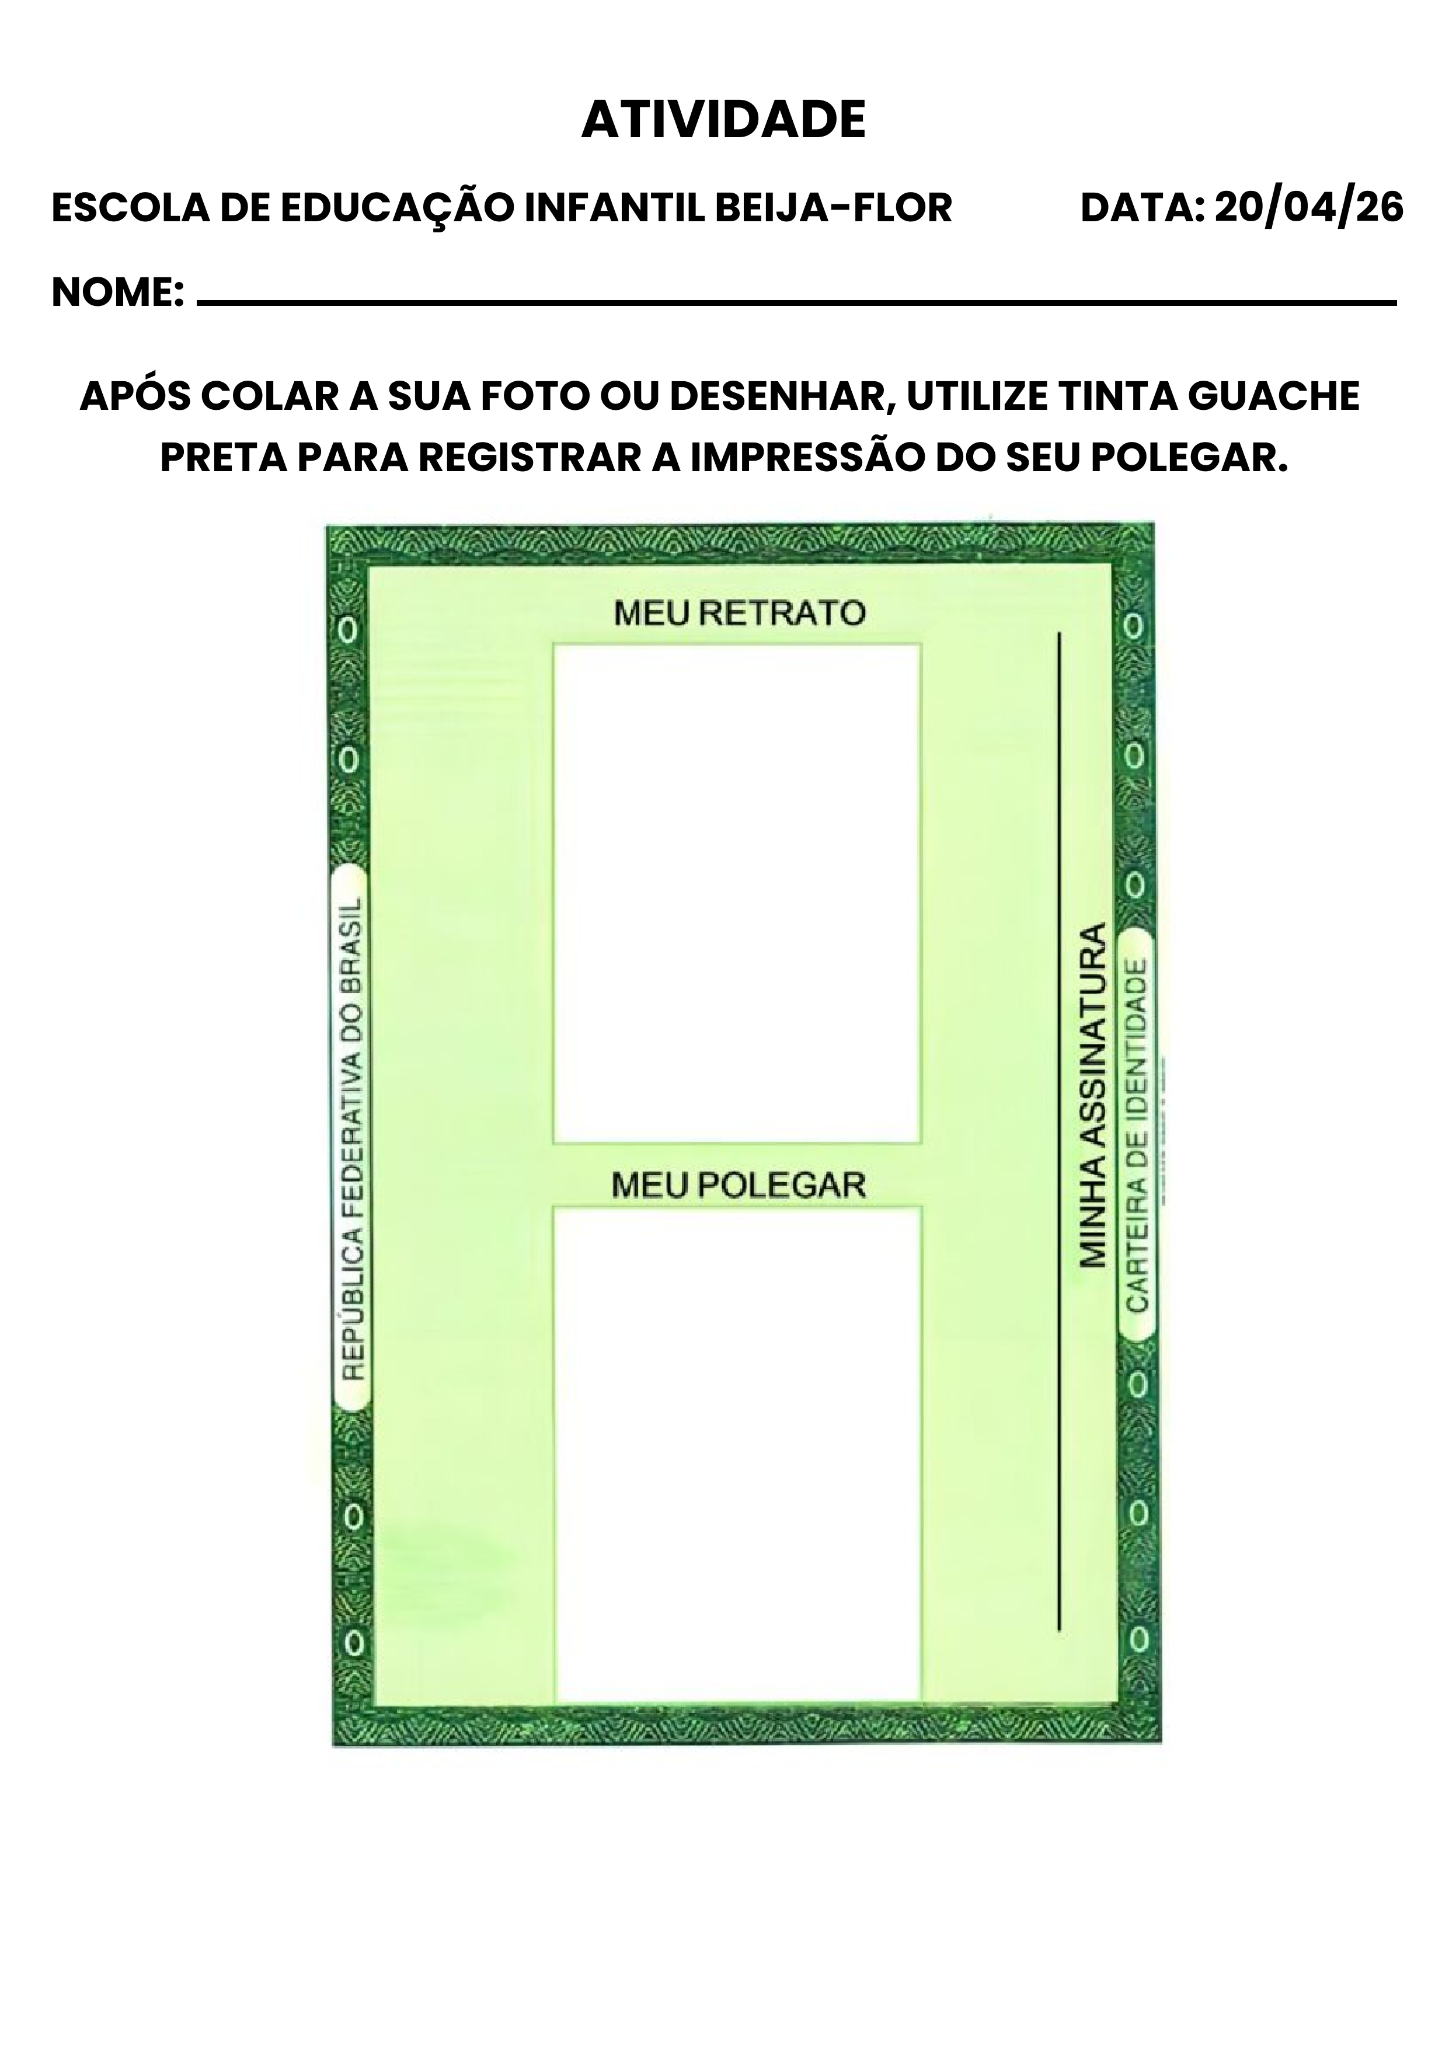 ATIVIDADE
ESCOLA DE EDUCAÇÃO INFANTIL BEIJA-FLOR DATA: 20/04/26
NOME:
APÓS COLAR A SUA FOTO OU DESENHAR, UTILIZE TINTA GUACHE
PRETA PARA REGISTRAR A IMPRESSÃO DO SEU POLEGAR.
REPÚBLICA FEDERATIVA DO BRASIL
MEU RETRATO
MEU POLEGAR
MINHA ASSINATURA
CARTEIRA DE IDENTIDADE